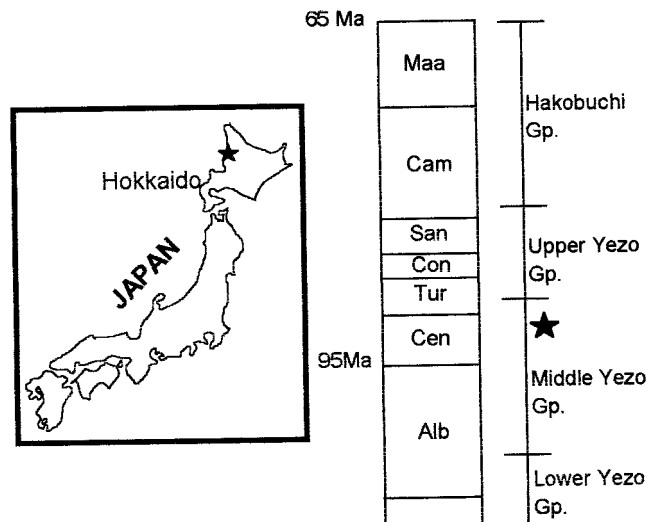 65 Ma
Maa
Hakobuchi
Gp.
Cam
Hokkaido
San
Upper Yezo
Gp.
Con
JAPAN
Tur
Cen
95Ma
Middle Yezo
Gp.
Alb
Lower Yezo
Gp.